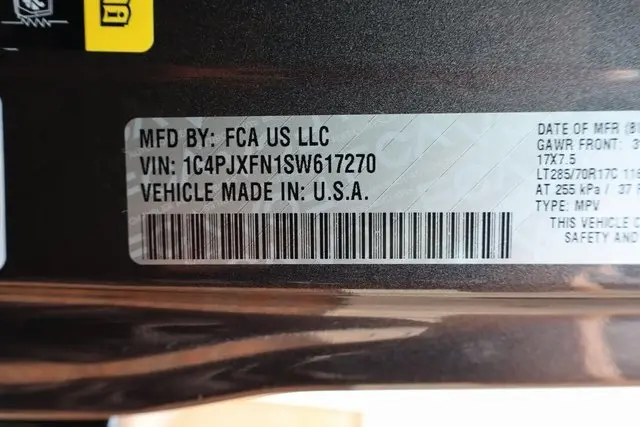 MFD BY: FCA US LLC
VIN: 1C4PJXFN1SW617270
VEHICLE MADE IN: U.S.A.
DATE OF MFR
GAWR FRONT:
17X7.5
LT285/70R17C
AT 255 kPa / 37
TYPE: MPV
THIS VEHICLE
SAFETY AND